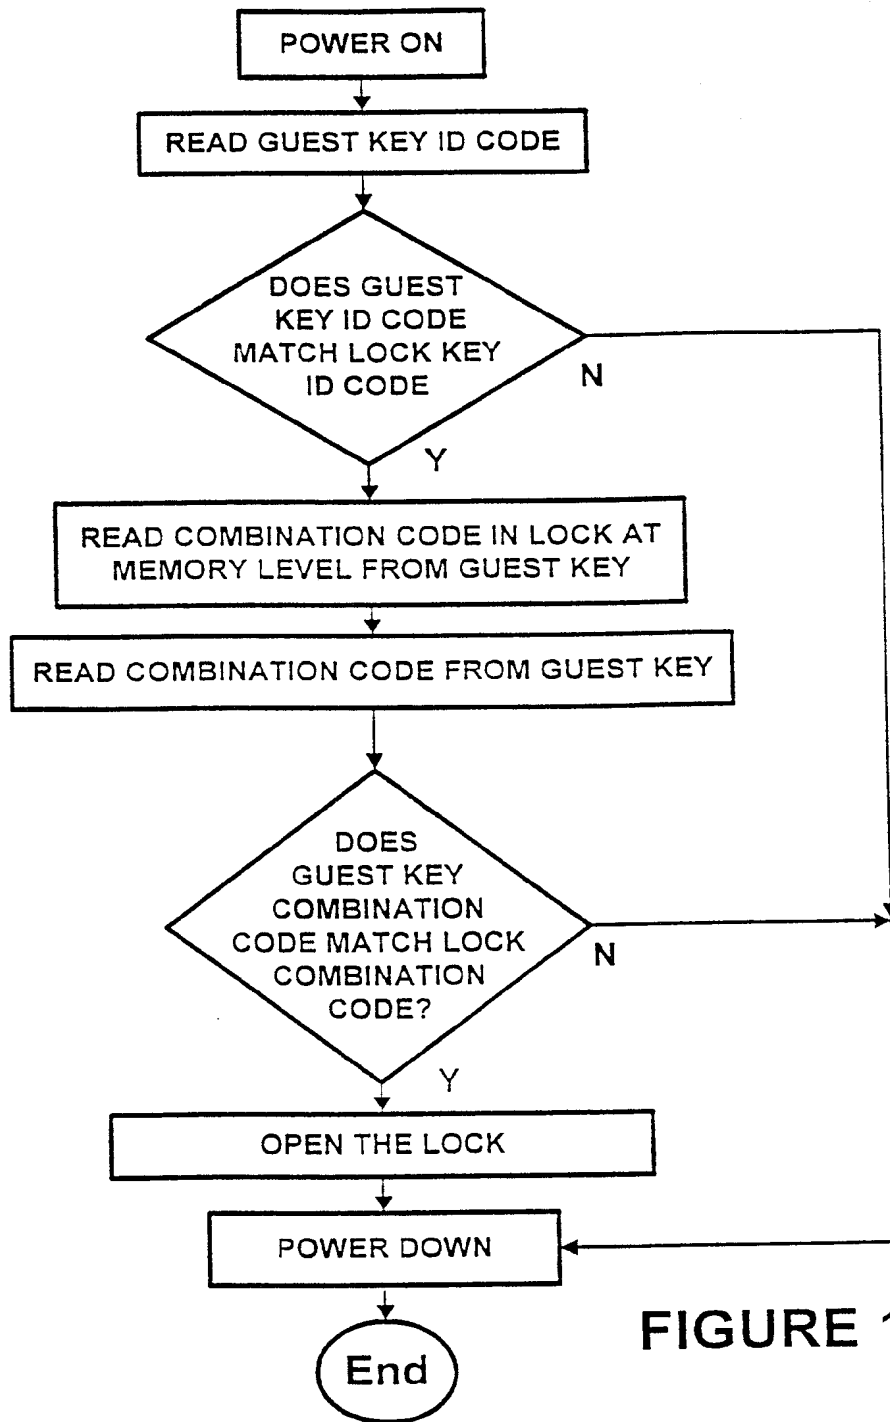 POWER ON
READ GUEST KEY ID CODE
DOES GUEST
KEY ID CODE
MATCH LOCK KEY
ID CODE
N
Y
READ COMBINATION CODE IN LOCK AT
MEMORY LEVEL FROM GUEST KEY
READ COMBINATION CODE FROM GUEST KEY
DOES
GUEST KEY
COMBINATION
CODE MATCH LOCK
COMBINATION
CODE?
N
Y
OPEN THE LOCK
POWER DOWN
FIGURE
End